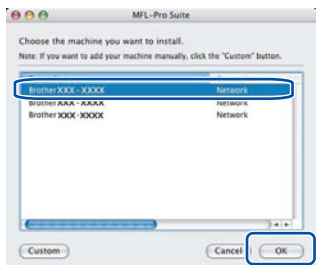 MFL-Pro Suite
Choose the machine you want to install.
Note: If you want to add your machine manually, click the "Custom" button.
Brother XXX - XXXX Network
Brother XXX - XXXX Network
Brother XXX - XXXX Network
Custom Cancel OK